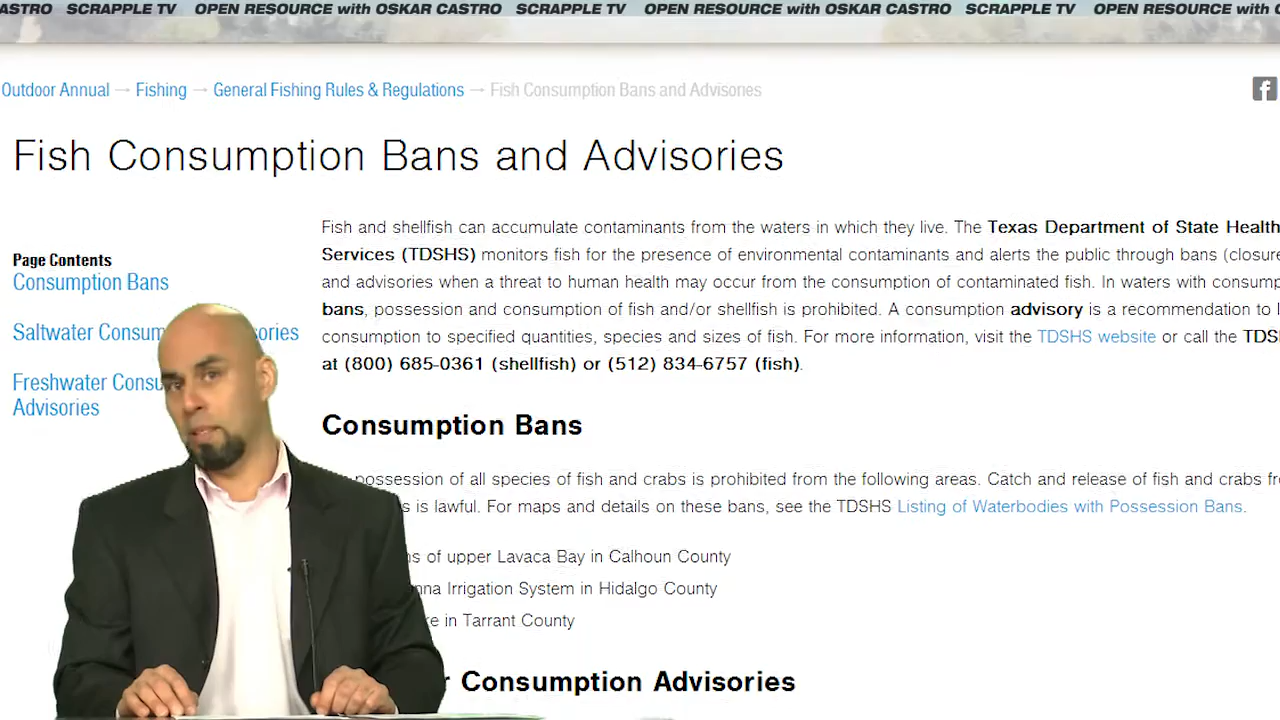 ASTRO SCRAPPLE TV OPEN RESOURCE with OSKAR CASTRO SCRAPPLE TV OPEN RESOURCE with OSKAR CASTRO SCRAPPLE TV OPEN RESOURCE with
Outdoor Annual → Fishing → General Fishing Rules & Regulations → Fish Consumption Bans and Advisories
Fish Consumption Bans and Advisories
Page Contents
Consumption Bans
Saltwater
Freshwater
Advisories
Fish and shellfish can accumulate contaminants from the waters in which they live. The Texas Department of State Health
Services (TDSHS) monitors fish for the presence of environmental contaminants and alerts the public through bans (closure
and advisories when a threat to human health may occur from the consumption of contaminated fish. In waters with consump
bans, possession and consumption of fish and/or shellfish is prohibited. A consumption advisory is a recommendation to l
consumption to specified quantities, species and sizes of fish. For more information, visit the TDSHS website or call the TDS
at (800) 685-0361 (shellfish) or (512) 834-6757 (fish).
Consumption Bans
possession of all species of fish and crabs is prohibited from the following areas. Catch and release of fish and crabs
is lawful. For maps and details on these bans, see the TDSHS Listing of Waterbodies with Possession Bans.
of upper Lavaca Bay in Calhoun County
Irrigation System in Hidalgo County
in Tarrant County
Consumption Advisories